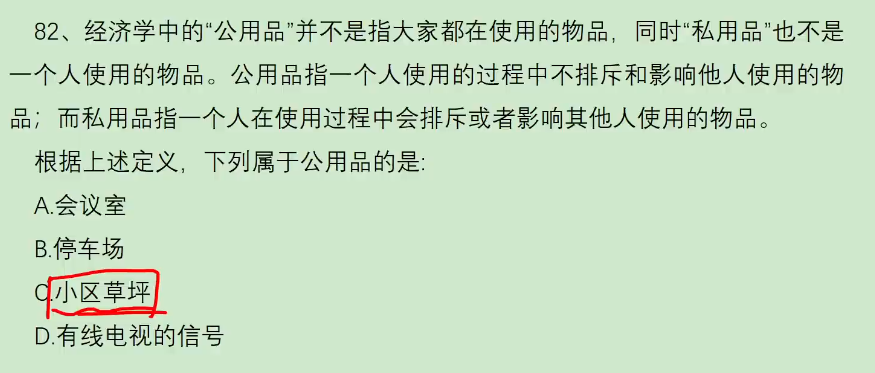 82、经济学中的“公用品”并不是指大家都在使用的物品，同时“私用品”也不是
一个人使用的物品。公用品指一个人使用的过程中不排斥和影响他人使用的物
品；而私用品指一个人在使用过程中会排斥或者影响其他人使用的物品。
根据上述定义，下列属于公用品的是:
A.会议室
B.停车场
C.小区草坪
D.有线电视的信号